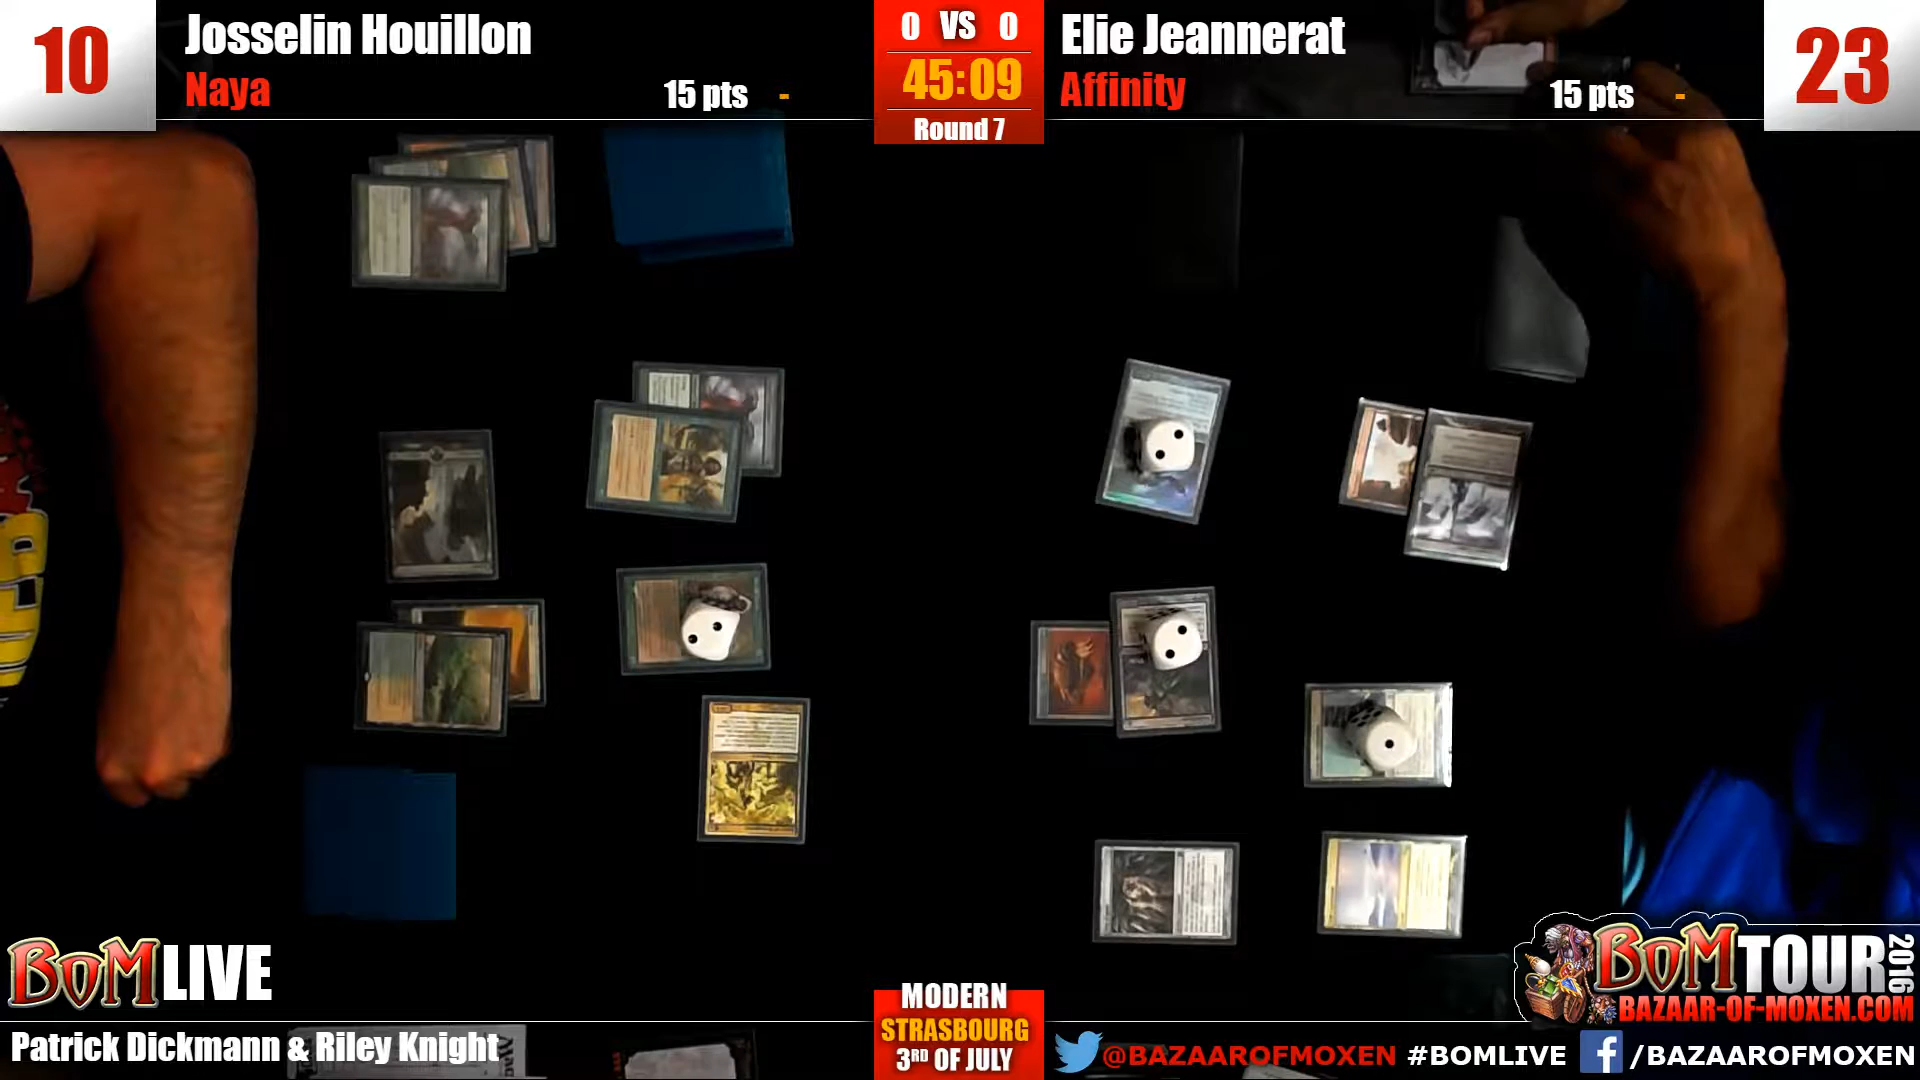 10
Josselin Houillon
Naya
15 pts -
0 VS 0
45:09
Round 7
Elie Jeannerat
Affinity
15 pts -
23
BOM LIVE
Patrick Dickmann & Riley Knight
MODERN
STRASBOURG
3RD OF JULY
BOM TOUR 2016
BAZAAR-OF-MOXEN.COM
@BAZAAROFMOXEN #BOMLIVE /BAZAAROFMOXEN